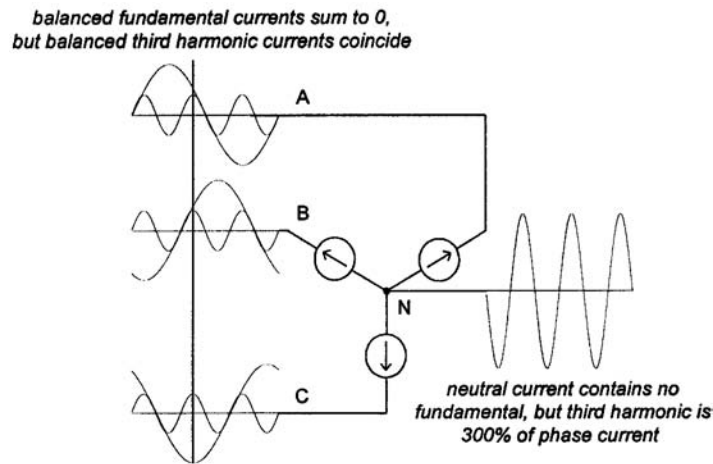 balanced fundamental currents sum to 0,
but balanced third harmonic currents coincide
A
B
N
C
neutral current contains no
fundamental, but third harmonic is
300% of phase current